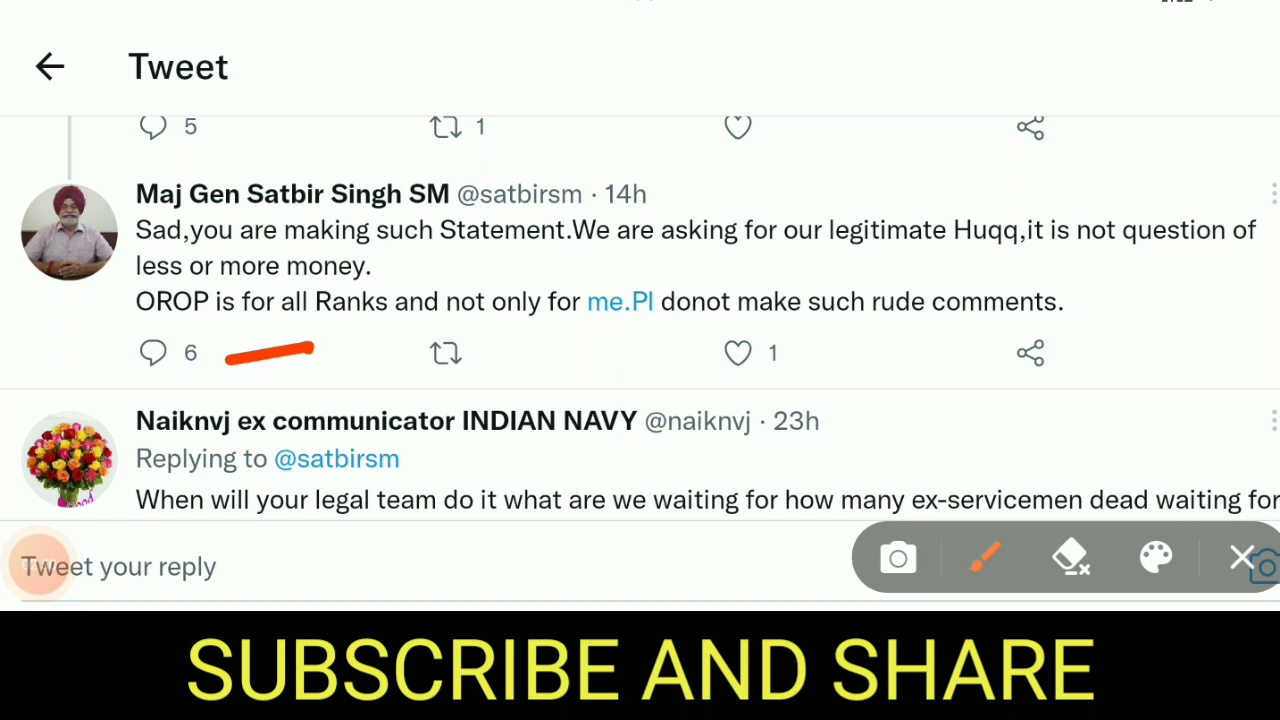 Tweet
5 1
Maj Gen Satbir Singh SM @satbirsm · 14h
Sad,you are making such Statement.We are asking for our legitimate Huqq,it is not question of
less or more money.
OROP is for all Ranks and not only for me.Pl donot make such rude comments.
6 1
Naiknvj ex communicator INDIAN NAVY @naiknvj · 23h
Replying to @satbirsm
When will your legal team do it what are we waiting for how many ex-servicemen dead waiting for
Tweet your reply
SUBSCRIBE AND SHARE